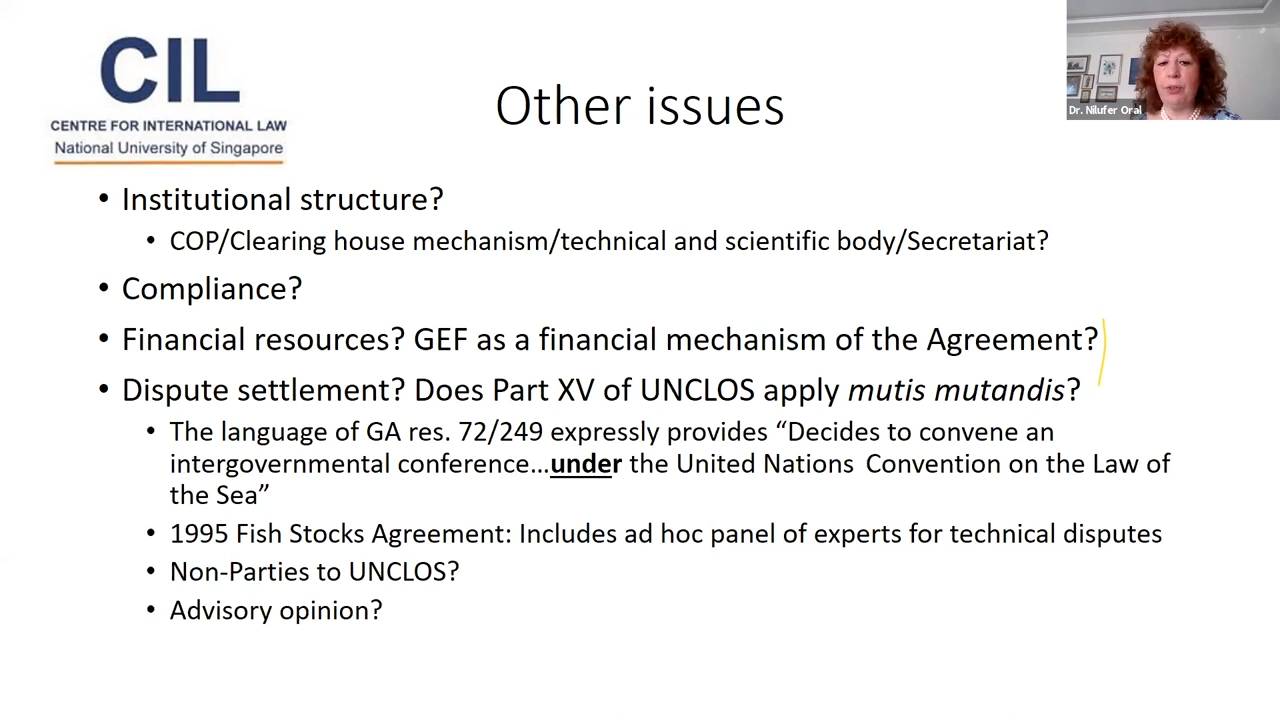 CIL
CENTRE FOR INTERNATIONAL LAW
National University of Singapore
Other issues
Dr. Nilufer Oral
• Institutional structure?
• COP/Clearing house mechanism/technical and scientific body/Secretariat?
• Compliance?
• Financial resources? GEF as a financial mechanism of the Agreement?
• Dispute settlement? Does Part XV of UNCLOS apply mutis mutandis?
• The language of GA res. 72/249 expressly provides “Decides to convene an
intergovernmental conference…under the United Nations Convention on the Law of
the Sea”
• 1995 Fish Stocks Agreement: Includes ad hoc panel of experts for technical disputes
• Non-Parties to UNCLOS?
• Advisory opinion?